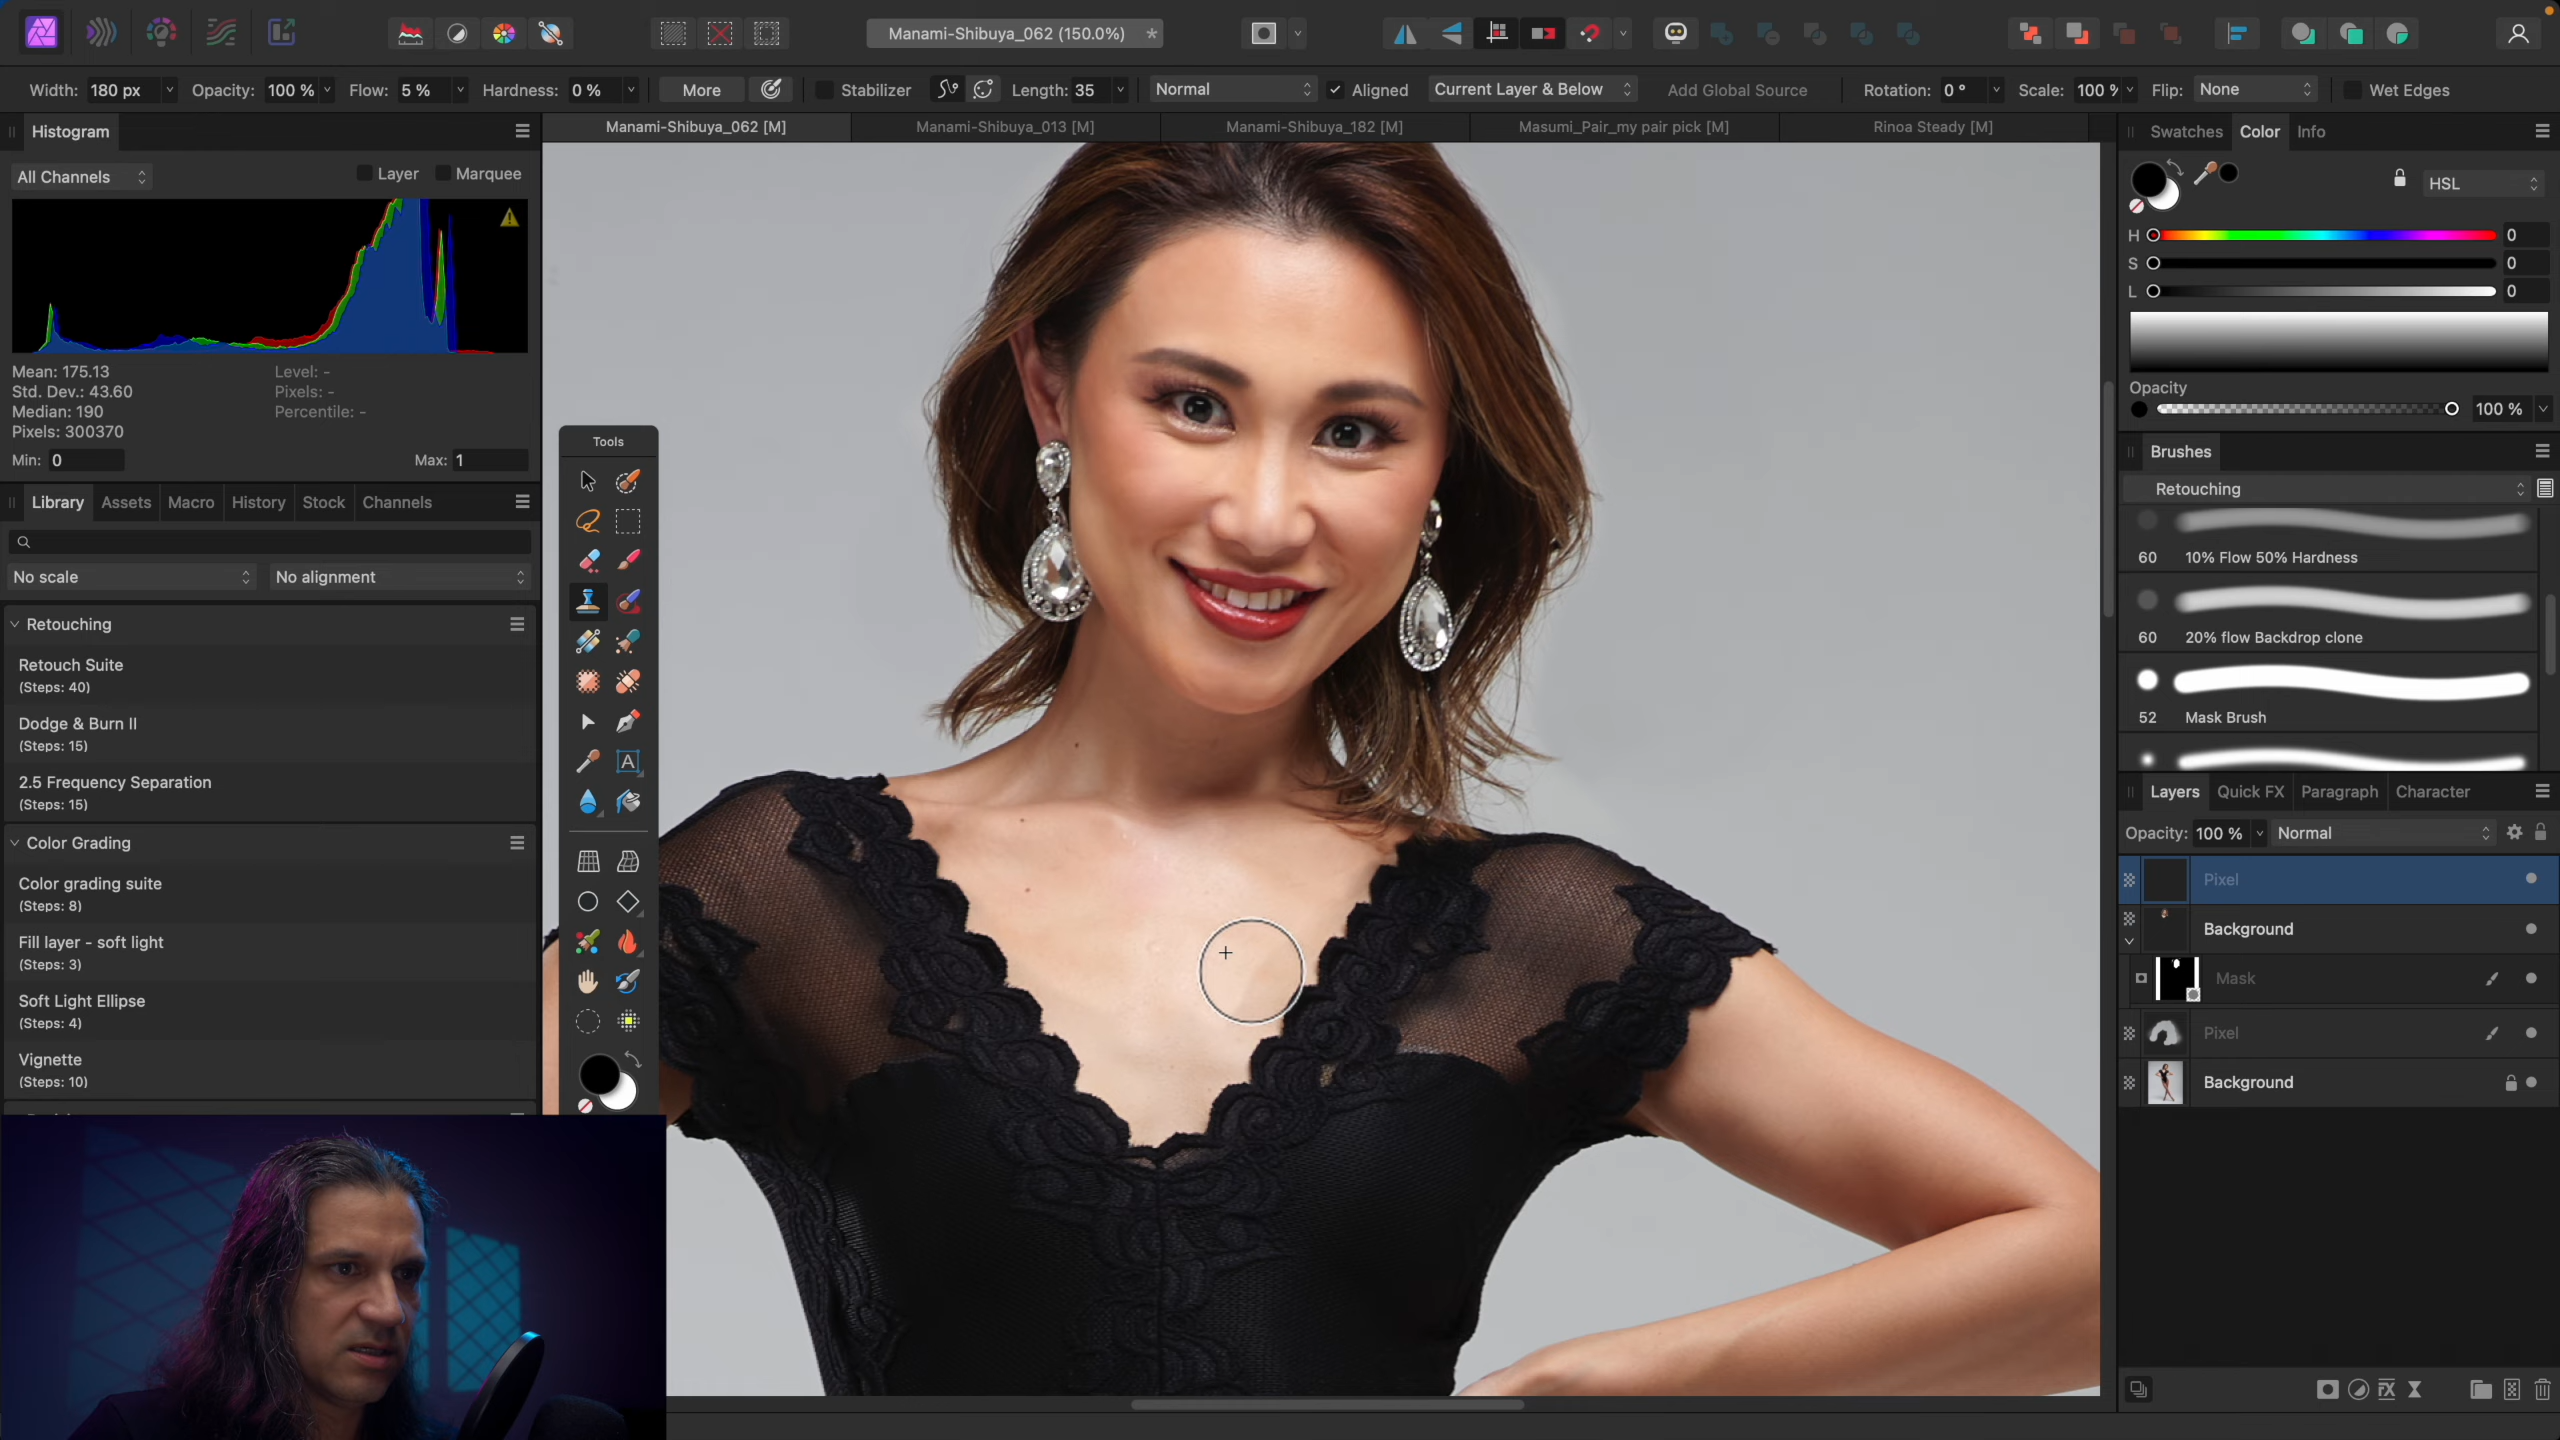 Manami-Shibuya_062 (150.0%) *
Width: 180 px Opacity: 100 % Flow: 5 % Hardness: 0 % More Stabilizer Length: 35 Normal Aligned Current Layer & Below Add Global Source Rotation: 0 ° Scale: 100 % Flip: None Wet Edges
Manami-Shibuya_062 [M] Manami-Shibuya_013 [M] Manami-Shibuya_182 [M] Masumi_Pair_my pair pick [M] Rinoa Steady [M]
Histogram
All Channels Layer Marquee
Mean: 175.13 Level: -
Std. Dev.: 43.60 Pixels: -
Median: 190 Percentile: -
Pixels: 300370
Min: 0 Max: 1
Library Assets Macro History Stock Channels
No scale No alignment
Retouching
Retouch Suite
(Steps: 40)
Dodge & Burn II
(Steps: 15)
2.5 Frequency Separation
(Steps: 15)
Color Grading
Color grading suite
(Steps: 8)
Fill layer - soft light
(Steps: 3)
Soft Light Ellipse
(Steps: 4)
Vignette
(Steps: 10)
Tools
A
Swatches Color Info
HSL
H 0
S 0
L 0
Opacity
100 %
Brushes
Retouching
60 10% Flow 50% Hardness
60 20% flow Backdrop clone
52 Mask Brush
Layers Quick FX Paragraph Character
Opacity: 100 % Normal
Pixel
Background
Mask
Pixel
Background